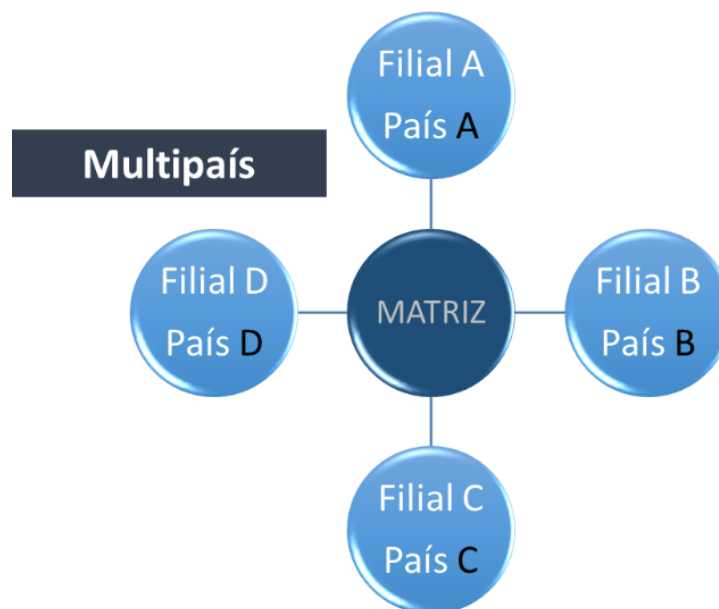 Filial A
País A
Multipaís
Filial D
País D
MATRIZ
Filial B
País B
Filial C
País C